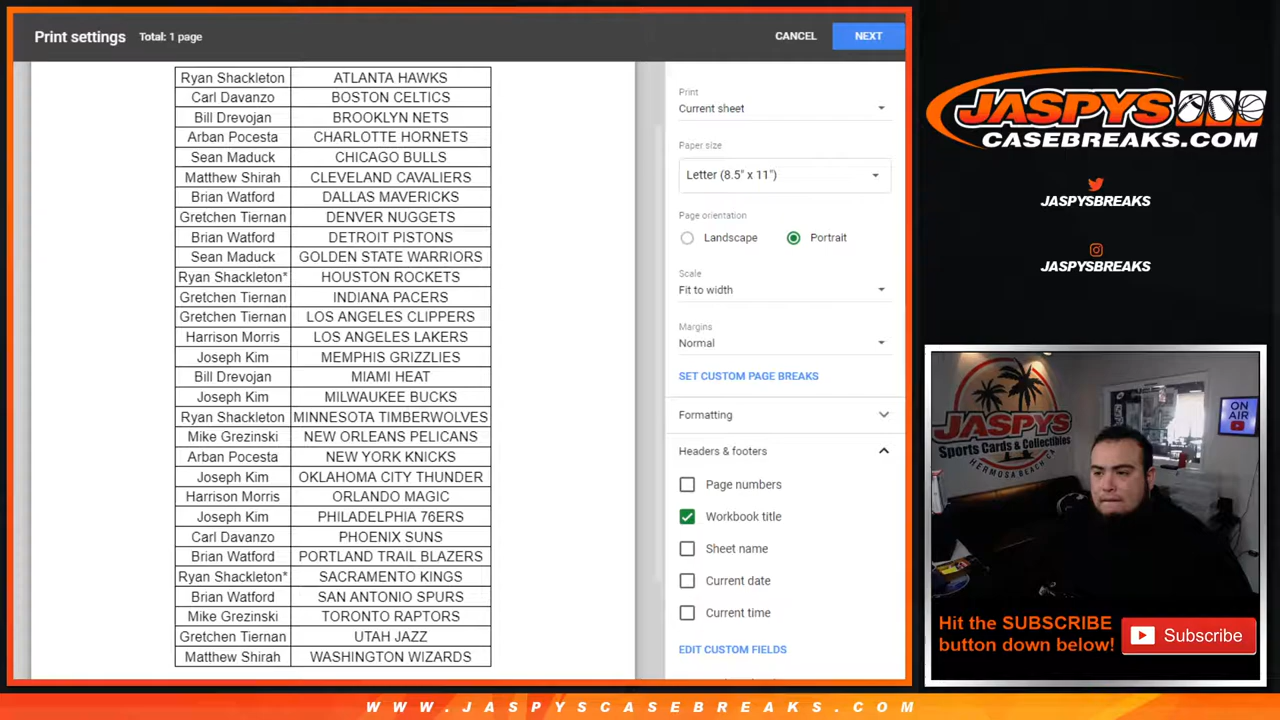 Print settings Total: 1 page CANCEL NEXT
Ryan Shackleton ATLANTA HAWKS
Carl Davanzo BOSTON CELTICS
Bill Drevojan BROOKLYN NETS
Arban Pocesta CHARLOTTE HORNETS
Sean Maduck CHICAGO BULLS
Matthew Shirah CLEVELAND CAVALIERS
Brian Watford DALLAS MAVERICKS
Gretchen Tiernan DENVER NUGGETS
Brian Watford DETROIT PISTONS
Sean Maduck GOLDEN STATE WARRIORS
Ryan Shackleton* HOUSTON ROCKETS
Gretchen Tiernan INDIANA PACERS
Gretchen Tiernan LOS ANGELES CLIPPERS
Harrison Morris LOS ANGELES LAKERS
Joseph Kim MEMPHIS GRIZZLIES
Bill Drevojan MIAMI HEAT
Joseph Kim MILWAUKEE BUCKS
Ryan Shackleton MINNESOTA TIMBERWOLVES
Mike Grezinski NEW ORLEANS PELICANS
Arban Pocesta NEW YORK KNICKS
Joseph Kim OKLAHOMA CITY THUNDER
Harrison Morris ORLANDO MAGIC
Joseph Kim PHILADELPHIA 76ERS
Carl Davanzo PHOENIX SUNS
Brian Watford PORTLAND TRAIL BLAZERS
Ryan Shackleton* SACRAMENTO KINGS
Brian Watford SAN ANTONIO SPURS
Mike Grezinski TORONTO RAPTORS
Gretchen Tiernan UTAH JAZZ
Matthew Shirah WASHINGTON WIZARDS
Print
Current sheet
Paper size
Letter (8.5" x 11")
Page orientation
Landscape Portrait
Scale
Fit to width
Margins
Normal
SET CUSTOM PAGE BREAKS
Formatting
Headers & footers
Page numbers
Workbook title
Sheet name
Current date
Current time
EDIT CUSTOM FIELDS
JASPYS
CASEBREAKS.COM
JASPYSBREAKS
JASPYSBREAKS
JASPYS
Sports Cards & Collectibles
HERMOSA BEACH, CA
ON
AIR
Hit the SUBSCRIBE
button down below!
Subscribe
WWW.JASPYSCASEBREAKS.COM